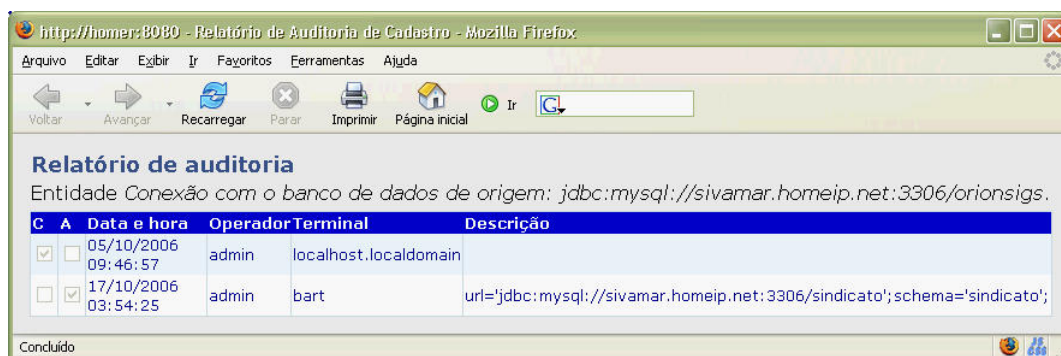 http://homer:8080 - Relatório de Auditoria de Cadastro - Mozilla Firefox
Arquivo Editar Exibir Ir Favoritos Ferramentas Ajuda
Voltar Avançar Recarregar Parar Imprimir Página inicial Ir G
Relatório de auditoria
Entidade Conexão com o banco de dados de origem: jdbc:mysql://sivamar.homeip.net:3306/orionsigs.
C A Data e hora Operador Terminal Descrição
05/10/2006
09:46:57 admin localhost.localdomain
17/10/2006
03:54:25 admin bart url='jdbc:mysql://sivamar.homeip.net:3306/sindicato';schema='sindicato';
Concluído JS CSS